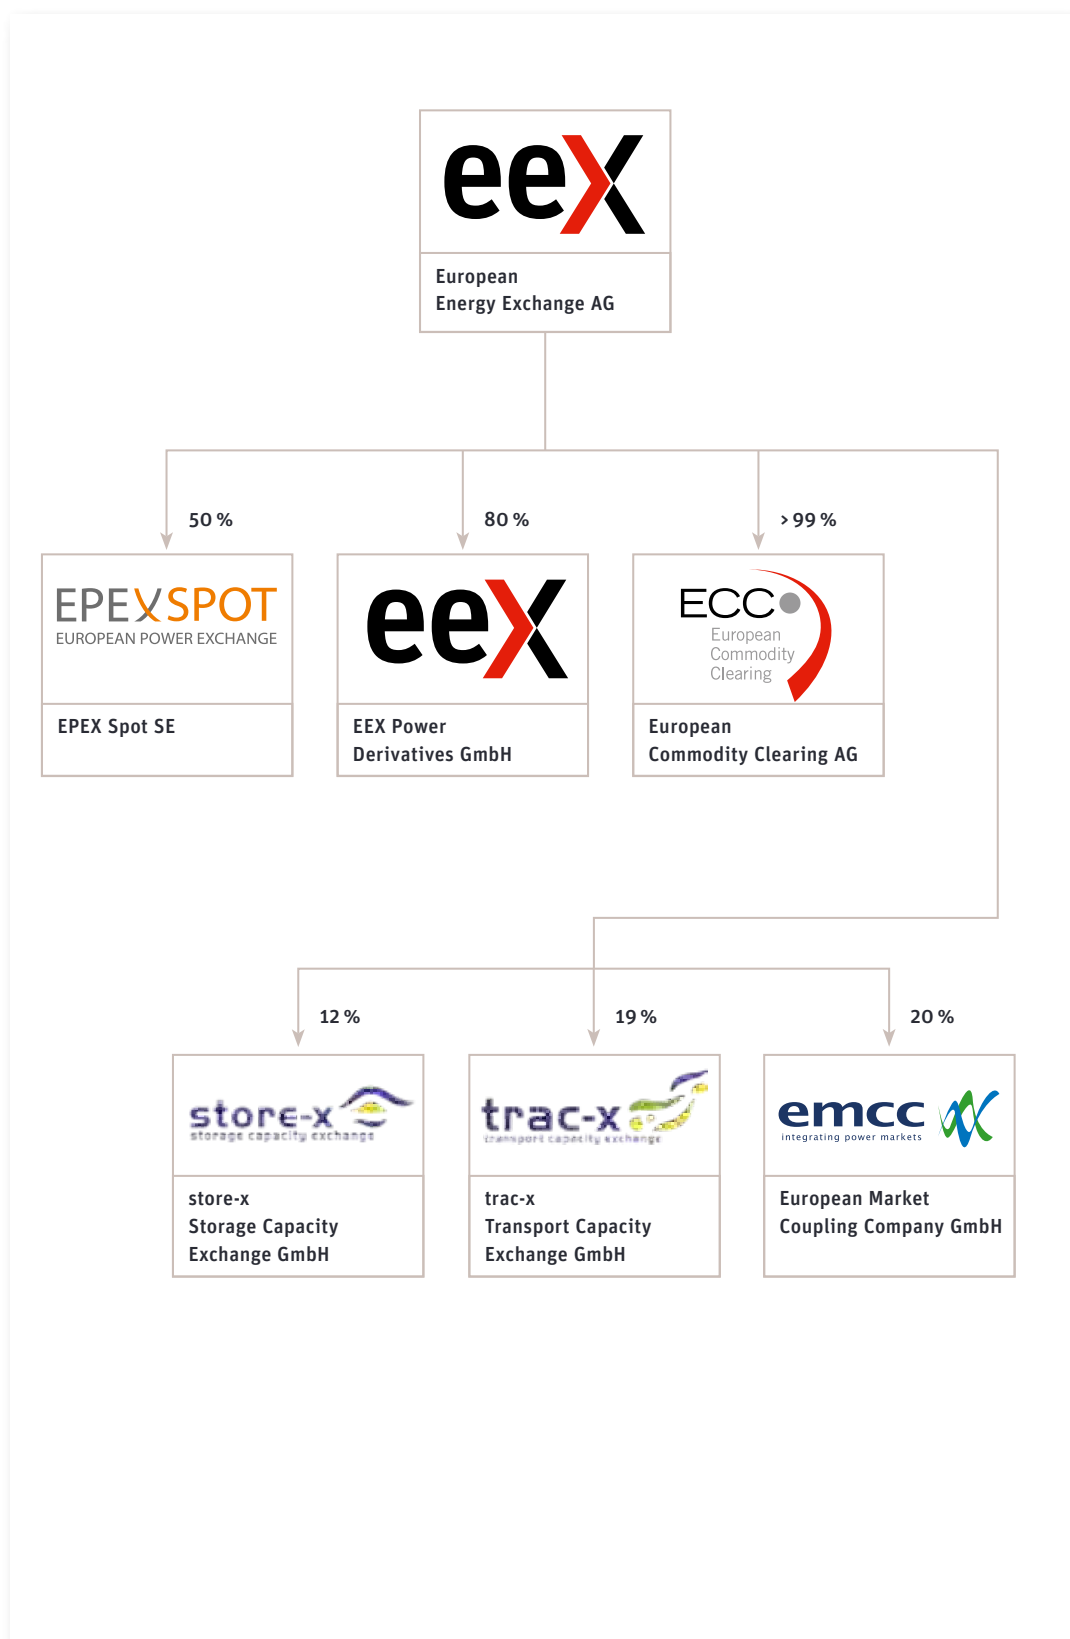 eex
European
Energy Exchange AG
50 %
80 %
> 99 %
EPEXSPOT
EUROPEAN POWER EXCHANGE
EPEX Spot SE
eex
EEX Power
Derivatives GmbH
ECC
European
Commodity
Clearing
European
Commodity Clearing AG
12 %
19 %
20 %
store-x
storage capacity exchange
store-x
Storage Capacity
Exchange GmbH
trac-x
transport capacity exchange
trac-x
Transport Capacity
Exchange GmbH
emcc
integrating power markets
European Market
Coupling Company GmbH